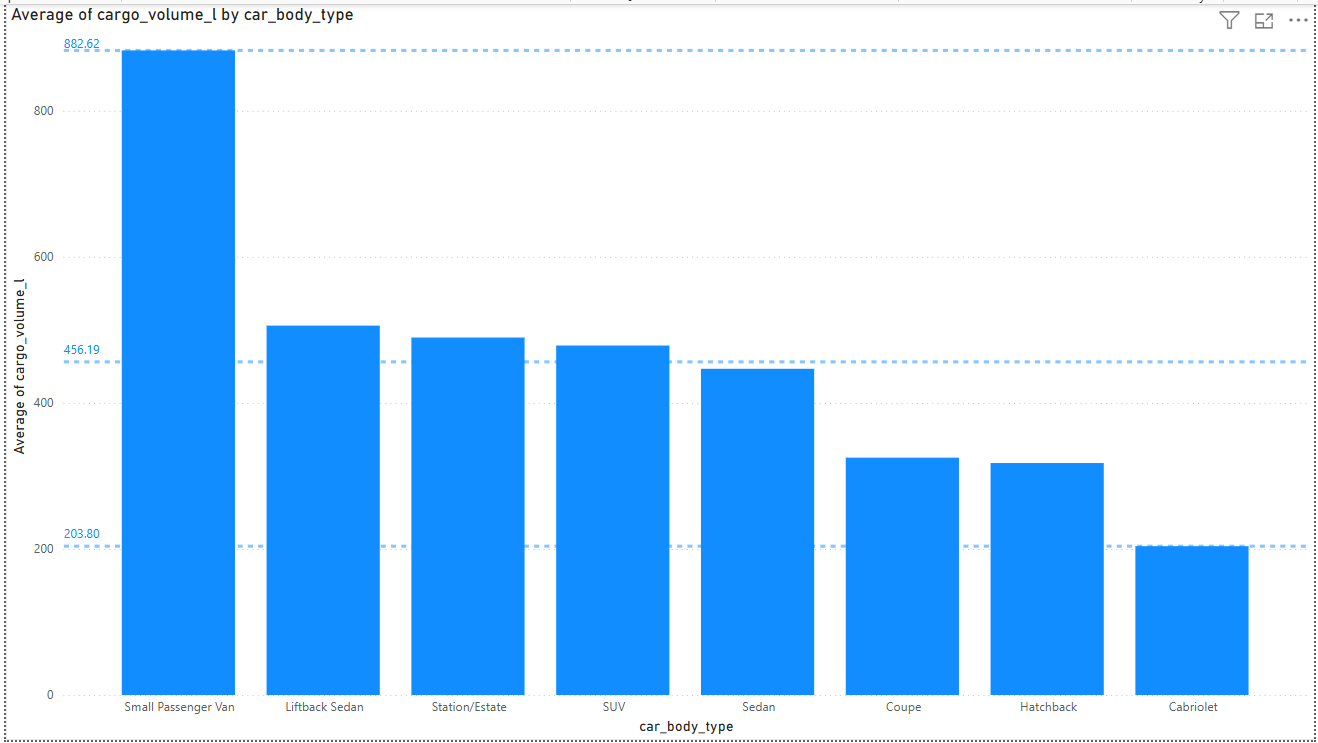 Average of cargo_volume_l by car_body_type
882.62
800
600
456.19
400
203.80
200
0
Average of cargo_volume_l
Small Passenger Van
Liftback Sedan
Station/Estate
SUV
Sedan
Coupe
Hatchback
Cabriolet
car_body_type